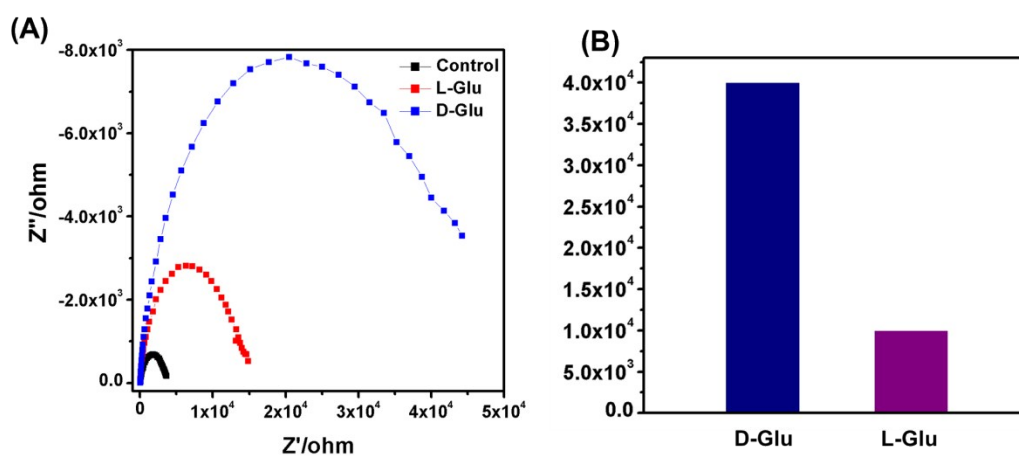 (A)
-8.0x10³
-6.0x10³
-4.0x10³
-2.0x10³
0.0
Z''/ohm
Control
L-Glu
D-Glu
0
1x10⁴
2x10⁴
3x10⁴
4x10⁴
5x10⁴
Z'/ohm
(B)
4.0x10⁴
3.5x10⁴
3.0x10⁴
2.5x10⁴
2.0x10⁴
1.5x10⁴
1.0x10⁴
5.0x10³
0.0
D-Glu
L-Glu